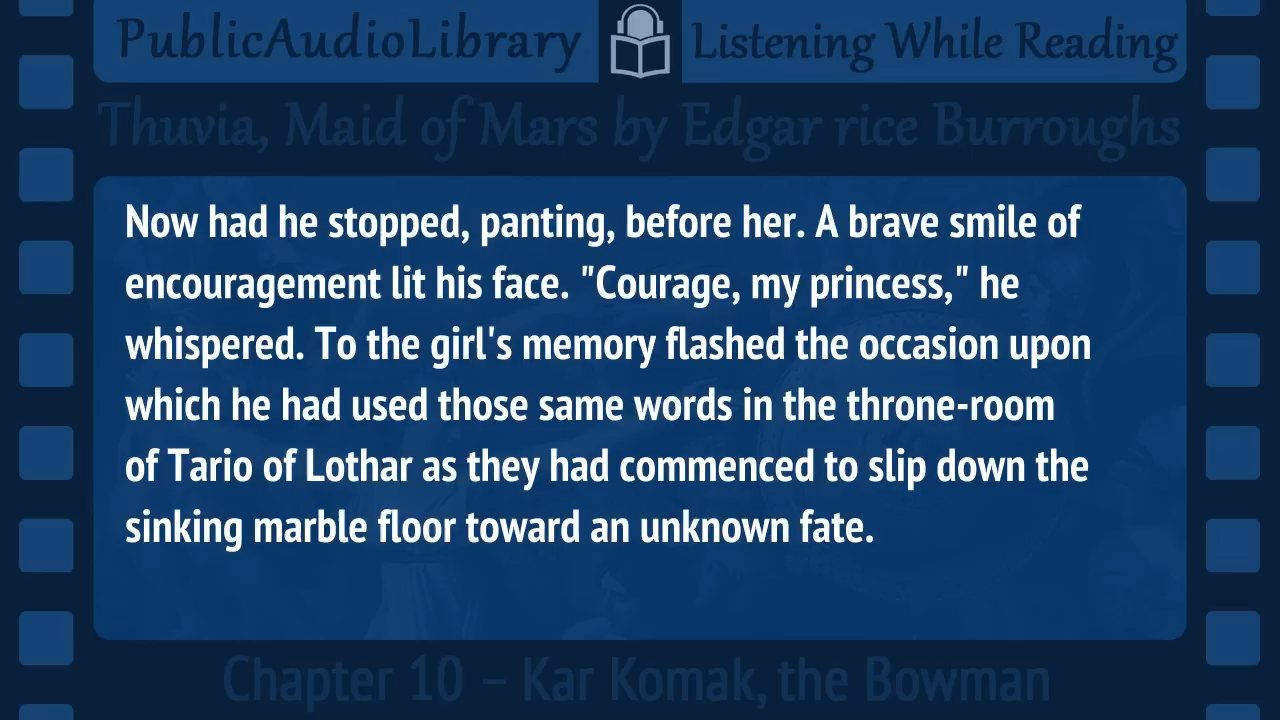 PublicAudioLibrary Listening While Reading
Thuvia, Maid of Mars by Edgar rice Burroughs
Now had he stopped, panting, before her. A brave smile of
encouragement lit his face. "Courage, my princess," he
whispered. To the girl's memory flashed the occasion upon
which he had used those same words in the throne-room
of Tario of Lothar as they had commenced to slip down the
sinking marble floor toward an unknown fate.
Chapter 10 – Kar Komak, the Bowman